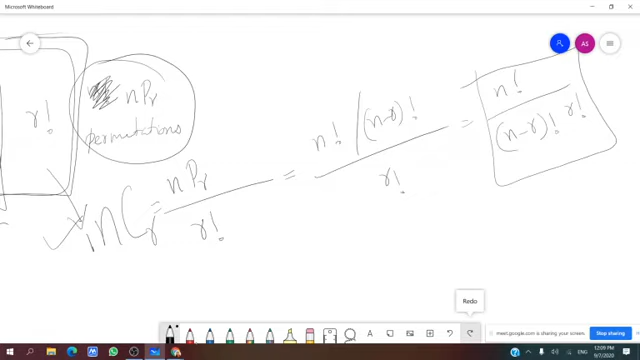 Microsoft Whiteboard
AS
r!
nPr
permutations
nCr = nPr / r! = n! / (n-r)! / r! = n! / (n-r)! r!
Redo
meet.google.com is sharing your screen.
Stop sharing
ENG
12:09 PM
9/7/2020